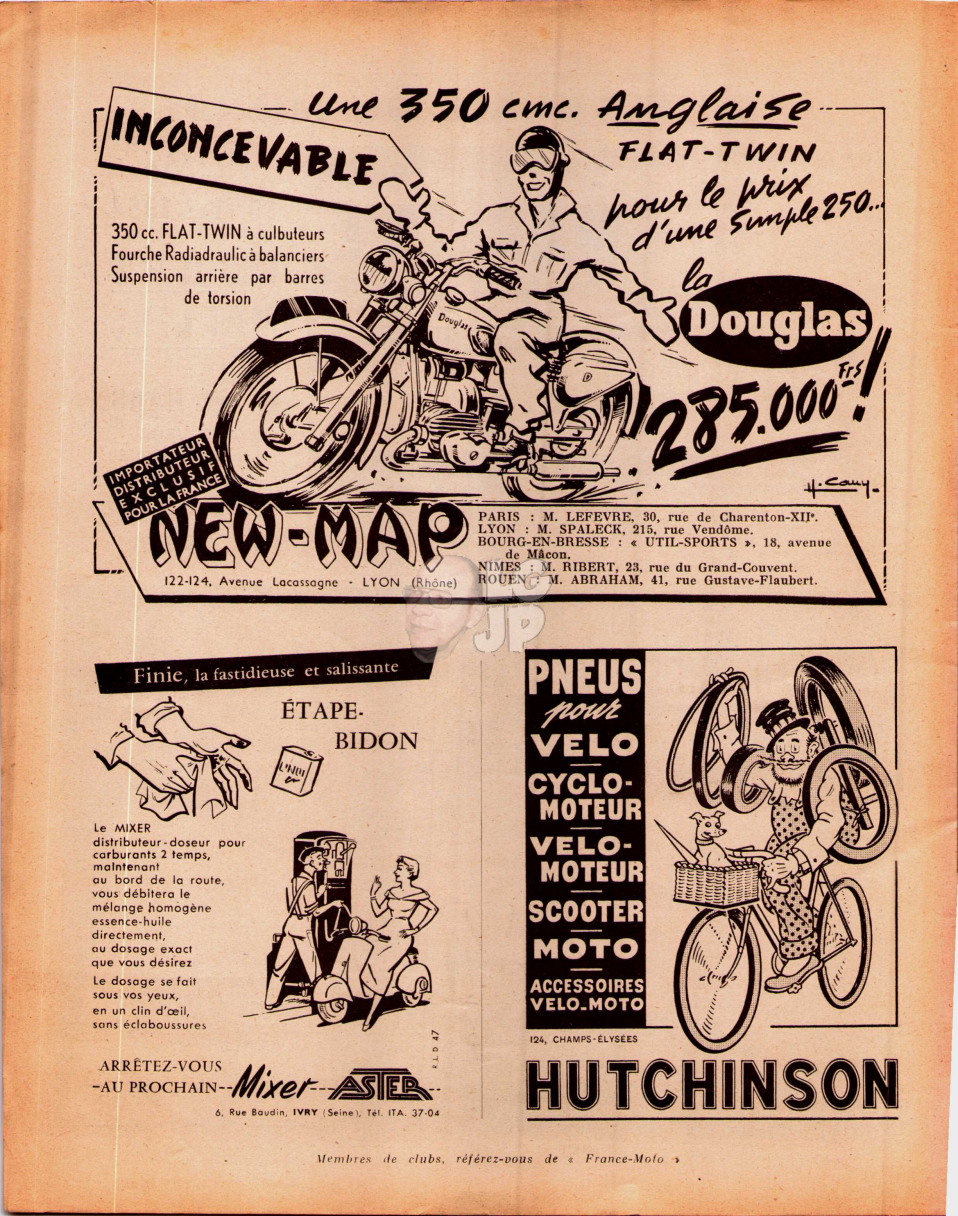 Une 350 cmc. Anglaise
INCONCEVABLE
FLAT-TWIN
pour le prix
d'une simple 250...
350 cc. FLAT-TWIN à culbuteurs
Fourche Radiadraulic à balanciers
Suspension arrière par barres
de torsion
la
Douglas
Douglas
285.000 Frs!
H. Couy.
IMPORTATEUR
DISTRIBUTEUR
EXCLUSIF
POUR LA FRANCE
NEW-MAP
122-124, Avenue Lacassagne - LYON (Rhône)
PARIS : M. LEFEVRE, 30, rue de Charenton-XIIe.
LYON : M. SPALECK, 215, rue Vendôme.
BOURG-EN-BRESSE : « UTIL-SPORTS », 18, avenue
de Mâcon.
NIMES : M. RIBERT, 23, rue du Grand-Couvent.
ROUEN : M. ABRAHAM, 41, rue Gustave-Flaubert.
JP
Finie, la fastidieuse et salissante
ÉTAPE-
BIDON
Le MIXER
distributeur-doseur pour
carburants 2 temps,
maintenant
au bord de la route,
vous débitera le
mélange homogène
essence-huile
directement,
au dosage exact
que vous désirez
Le dosage se fait
sous vos yeux,
en un clin d'œil,
sans éclaboussures
R.L.D 47
ARRÊTEZ-VOUS
-AU PROCHAIN--Mixer--ASTER--
6, Rue Baudin, IVRY (Seine), Tél. ITA. 37-04
PNEUS
pour
VELO
CYCLO-
MOTEUR
VELO-
MOTEUR
SCOOTER
MOTO
ACCESSOIRES
VELO-MOTO
124, CHAMPS-ÉLYSÉES
HUTCHINSON
Membres de clubs, référez-vous de « France-Moto »